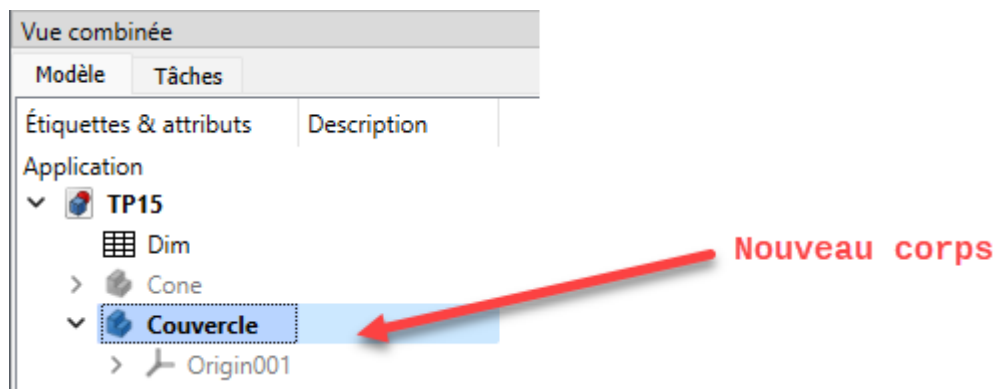 Vue combinée
Modèle Tâches
Étiquettes & attributs Description
Application
TP15
Dim
Cone
Nouveau corps
Couvercle
Origin001